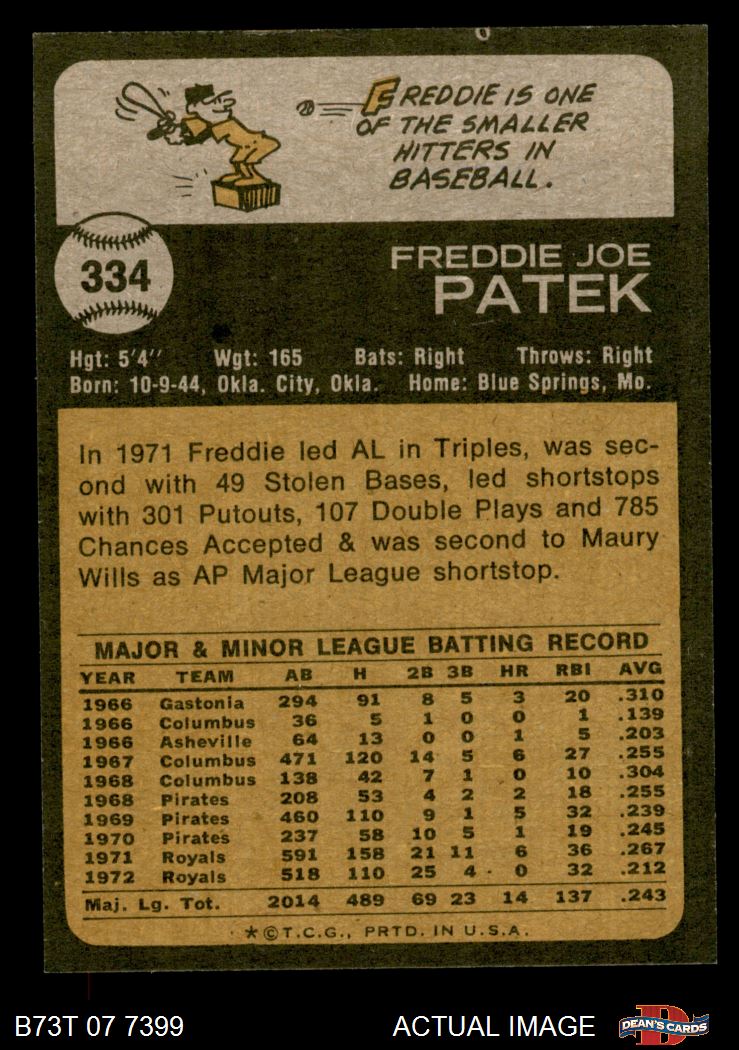 FREDDIE IS ONE
OF THE SMALLER
HITTERS IN
BASEBALL.
334
FREDDIE JOE
PATEK
Hgt: 5'4" Wgt: 165 Bats: Right Throws: Right
Born: 10-9-44, Okla. City, Okla. Home: Blue Springs, Mo.
In 1971 Freddie led AL in Triples, was sec-
ond with 49 Stolen Bases, led shortstops
with 301 Putouts, 107 Double Plays and 785
Chances Accepted & was second to Maury
Wills as AP Major League shortstop.
MAJOR & MINOR LEAGUE BATTING RECORD
YEAR TEAM AB H 2B 3B HR RBI AVG
1966 Gastonia 294 91 8 5 3 20 .310
1966 Columbus 36 5 1 0 0 1 .139
1966 Asheville 64 13 0 0 1 5 .203
1967 Columbus 471 120 14 5 6 27 .255
1968 Columbus 138 42 7 1 0 10 .304
1968 Pirates 208 53 4 2 2 18 .255
1969 Pirates 460 110 9 1 5 32 .239
1970 Pirates 237 58 10 5 1 19 .245
1971 Royals 591 158 21 11 6 36 .267
1972 Royals 518 110 25 4 0 32 .212
Maj. Lg. Tot. 2014 489 69 23 14 137 .243
*©T.C.G., PRTD. IN U.S.A.
B73T 07 7399 ACTUAL IMAGE
D
DEAN'S CARDS